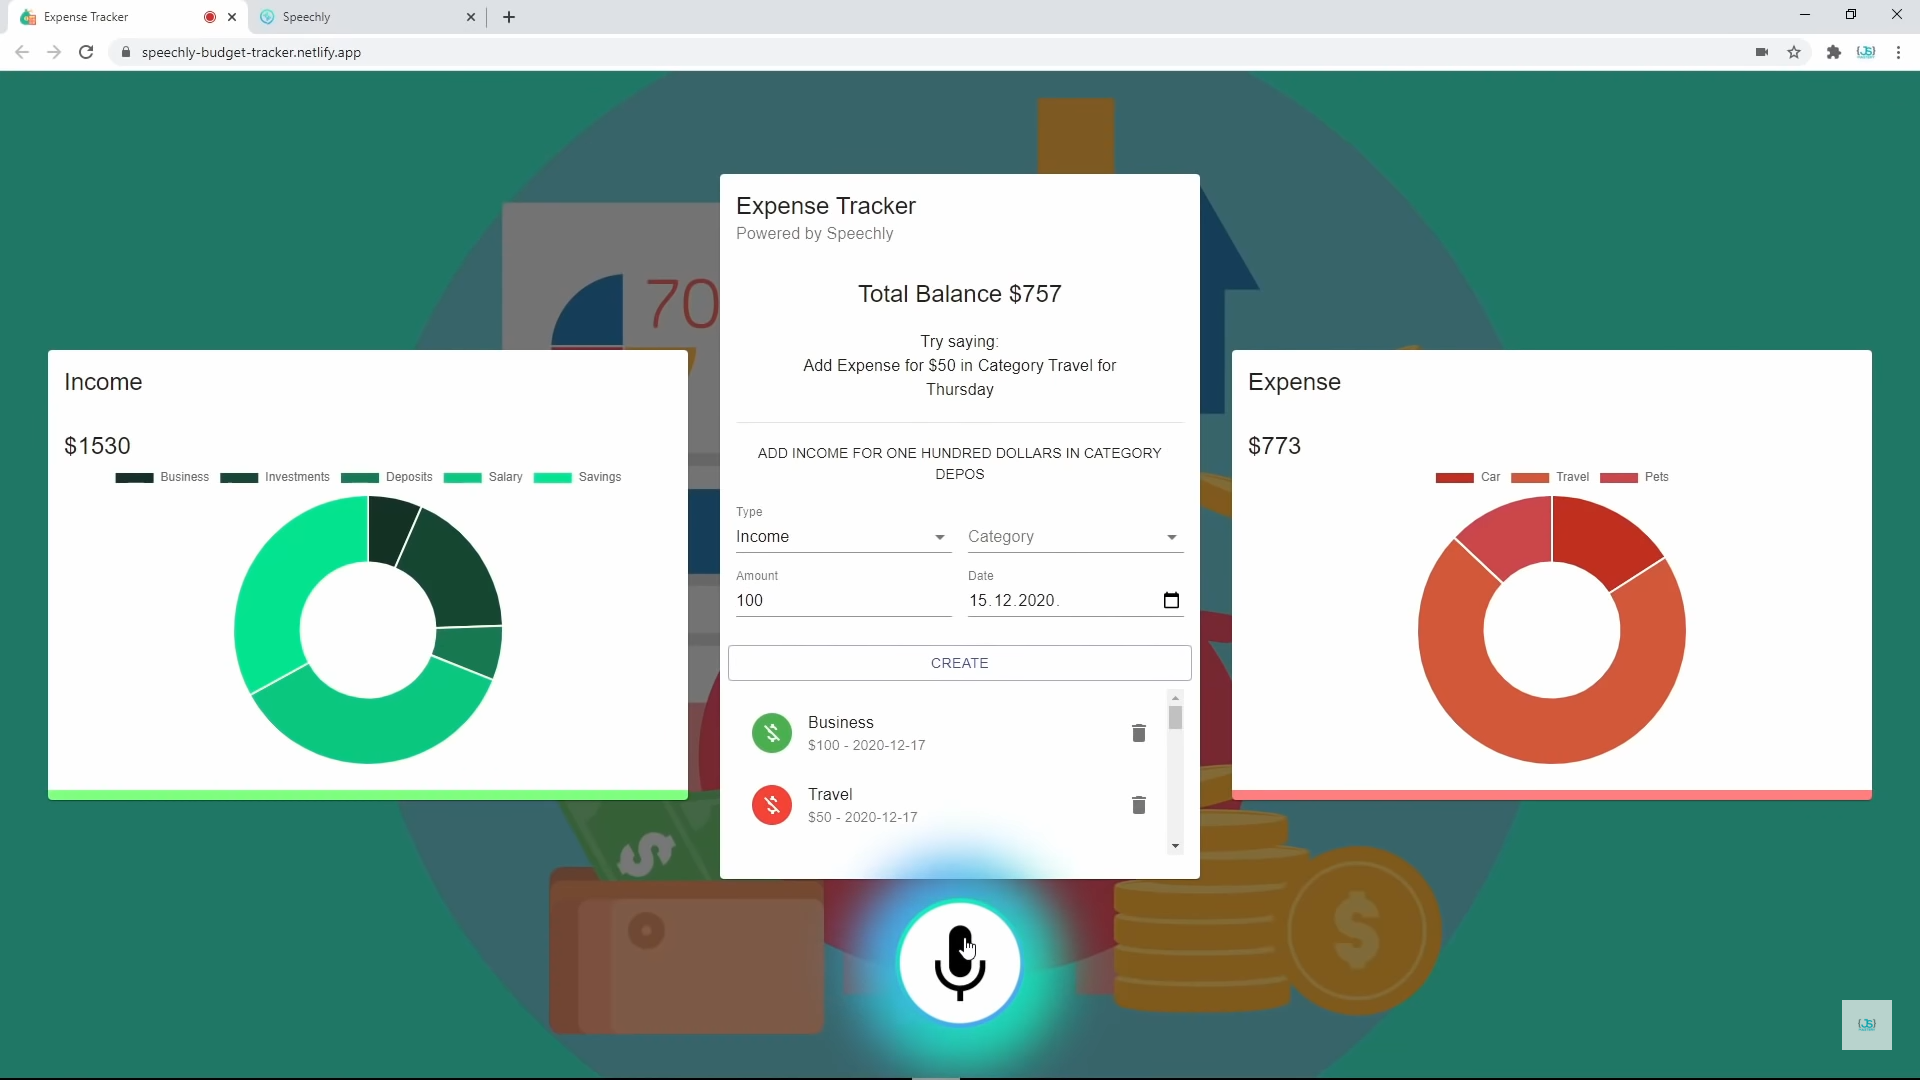 Expense Tracker
Speechly
speechly-budget-tracker.netlify.app
{JS}
Expense Tracker
Powered by Speechly
Total Balance $757
Try saying:
Add Expense for $50 in Category Travel for
Thursday
ADD INCOME FOR ONE HUNDRED DOLLARS IN CATEGORY
DEPOS
Type
Income
Category
Amount
100
Date
15.12.2020.
CREATE
Business
$100 - 2020-12-17
Travel
$50 - 2020-12-17
70
Income
$1530
Business Investments Deposits Salary Savings
Expense
$773
Car Travel Pets
$
$
{JS}